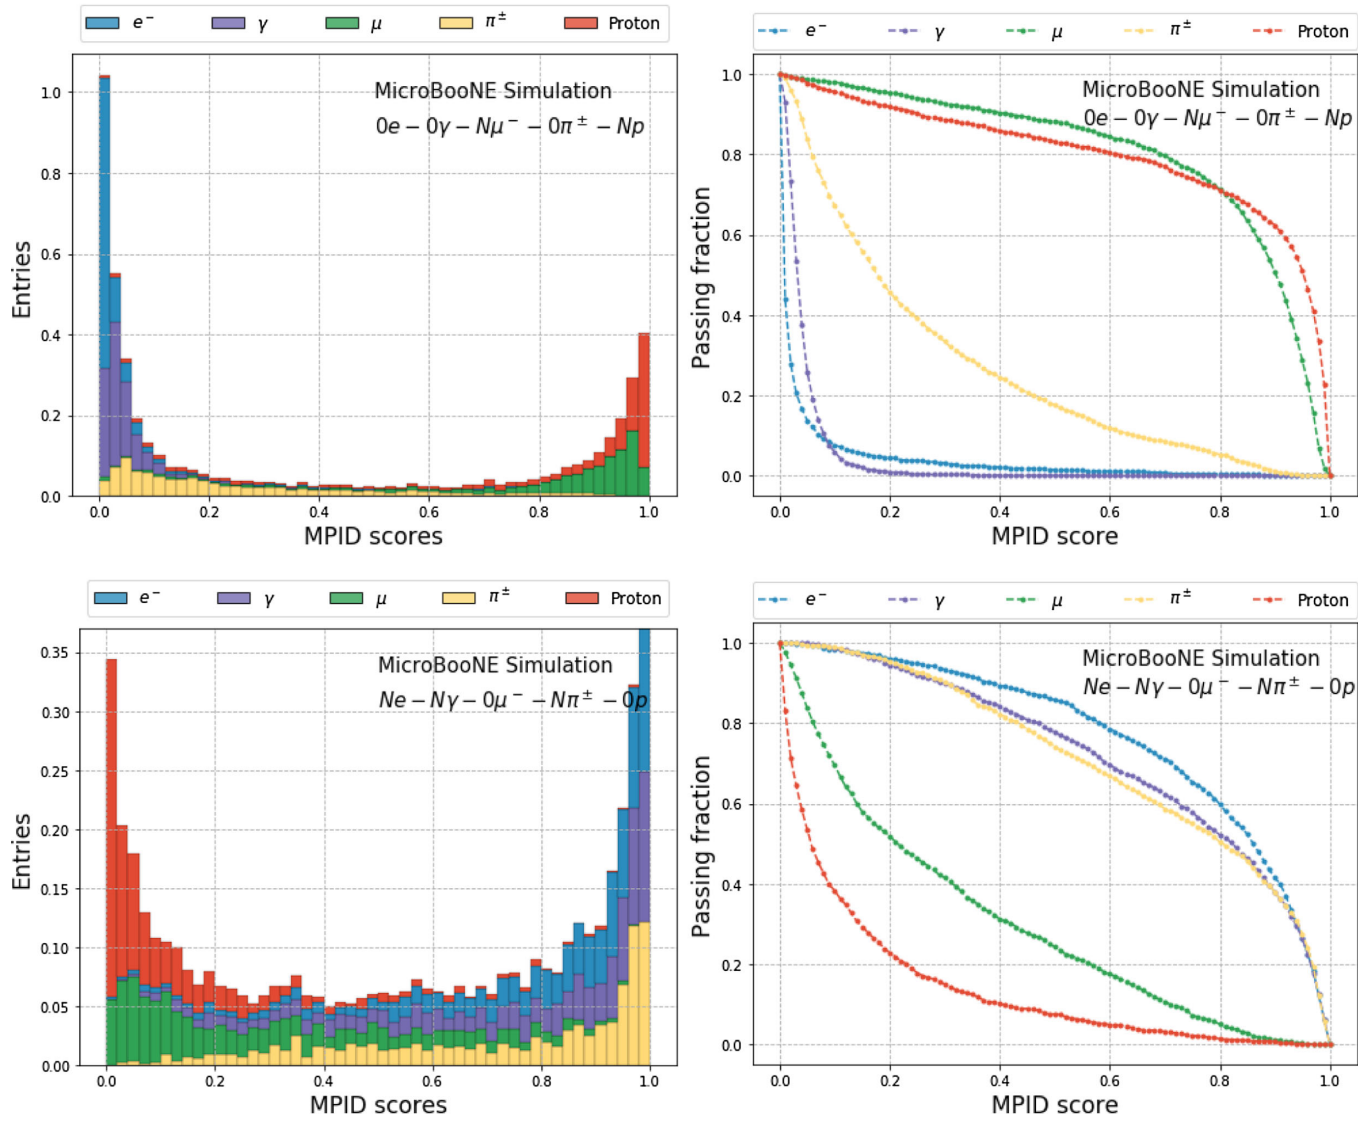 e⁻ γ μ π± Proton
MicroBooNE Simulation
0e − 0γ − Nμ⁻ − 0π± − Np
Entries
1.0
0.8
0.6
0.4
0.2
0.0
0.0 0.2 0.4 0.6 0.8 1.0
MPID scores
e⁻ γ μ π± Proton
MicroBooNE Simulation
0e − 0γ − Nμ⁻ − 0π± − Np
Passing fraction
1.0
0.8
0.6
0.4
0.2
0.0
0.0 0.2 0.4 0.6 0.8 1.0
MPID score
e⁻ γ μ π± Proton
MicroBooNE Simulation
Ne − Nγ − 0μ⁻ − Nπ± − 0p
Entries
0.35
0.30
0.25
0.20
0.15
0.10
0.05
0.00
0.0 0.2 0.4 0.6 0.8 1.0
MPID scores
e⁻ γ μ π± Proton
MicroBooNE Simulation
Ne − Nγ − 0μ⁻ − Nπ± − 0p
Passing fraction
1.0
0.8
0.6
0.4
0.2
0.0
0.0 0.2 0.4 0.6 0.8 1.0
MPID score